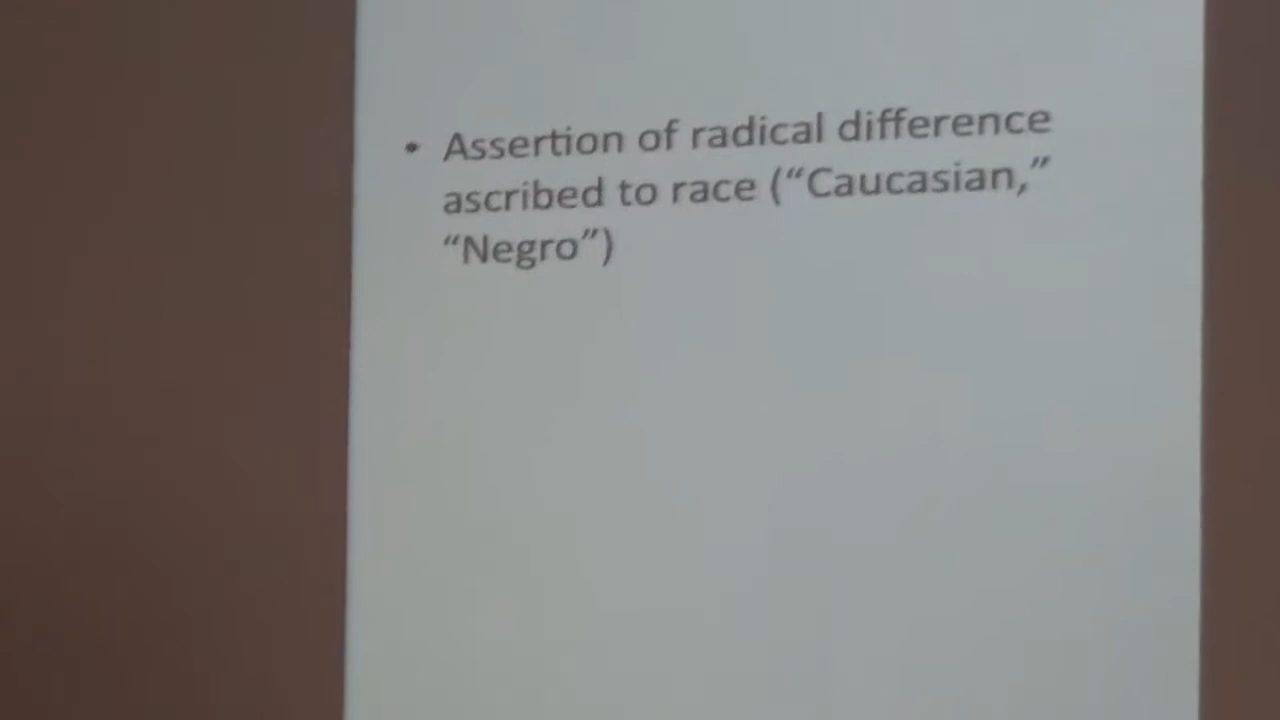 • Assertion of radical difference
ascribed to race (“Caucasian,”
“Negro”)